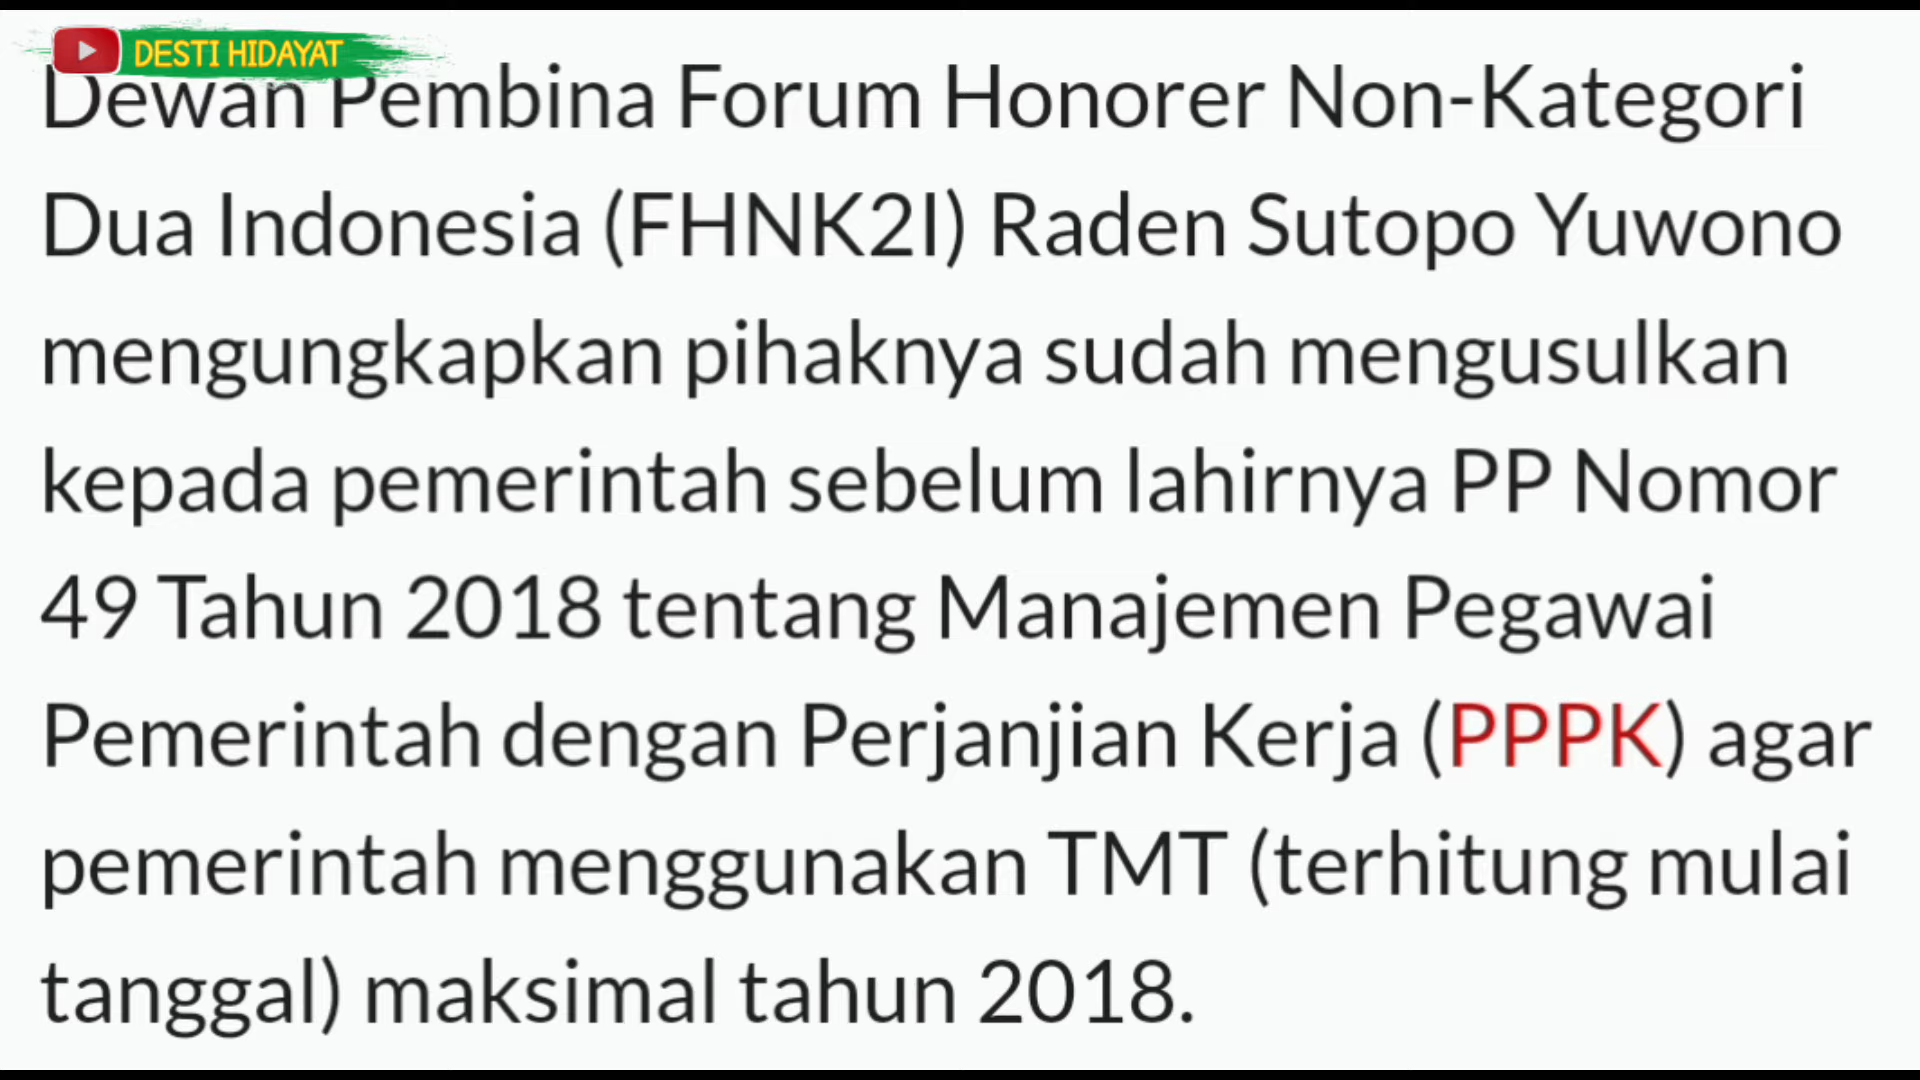 DESTI HIDAYAT
Dewan Pembina Forum Honorer Non-Kategori
Dua Indonesia (FHNK2I) Raden Sutopo Yuwono
mengungkapkan pihaknya sudah mengusulkan
kepada pemerintah sebelum lahirnya PP Nomor
49 Tahun 2018 tentang Manajemen Pegawai
Pemerintah dengan Perjanjian Kerja (PPPK) agar
pemerintah menggunakan TMT (terhitung mulai
tanggal) maksimal tahun 2018.